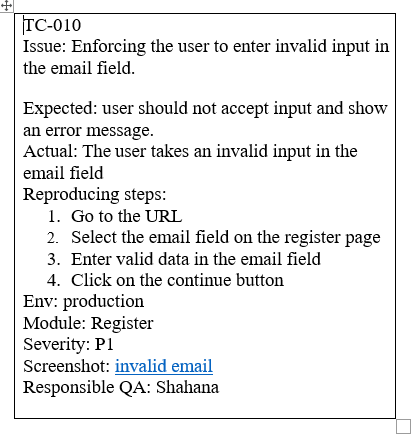 TC-010
Issue: Enforcing the user to enter invalid input in
the email field.
Expected: user should not accept input and show
an error message.
Actual: The user takes an invalid input in the
email field
Reproducing steps:
1. Go to the URL
2. Select the email field on the register page
3. Enter valid data in the email field
4. Click on the continue button
Env: production
Module: Register
Severity: P1
Screenshot: invalid email
Responsible QA: Shahana